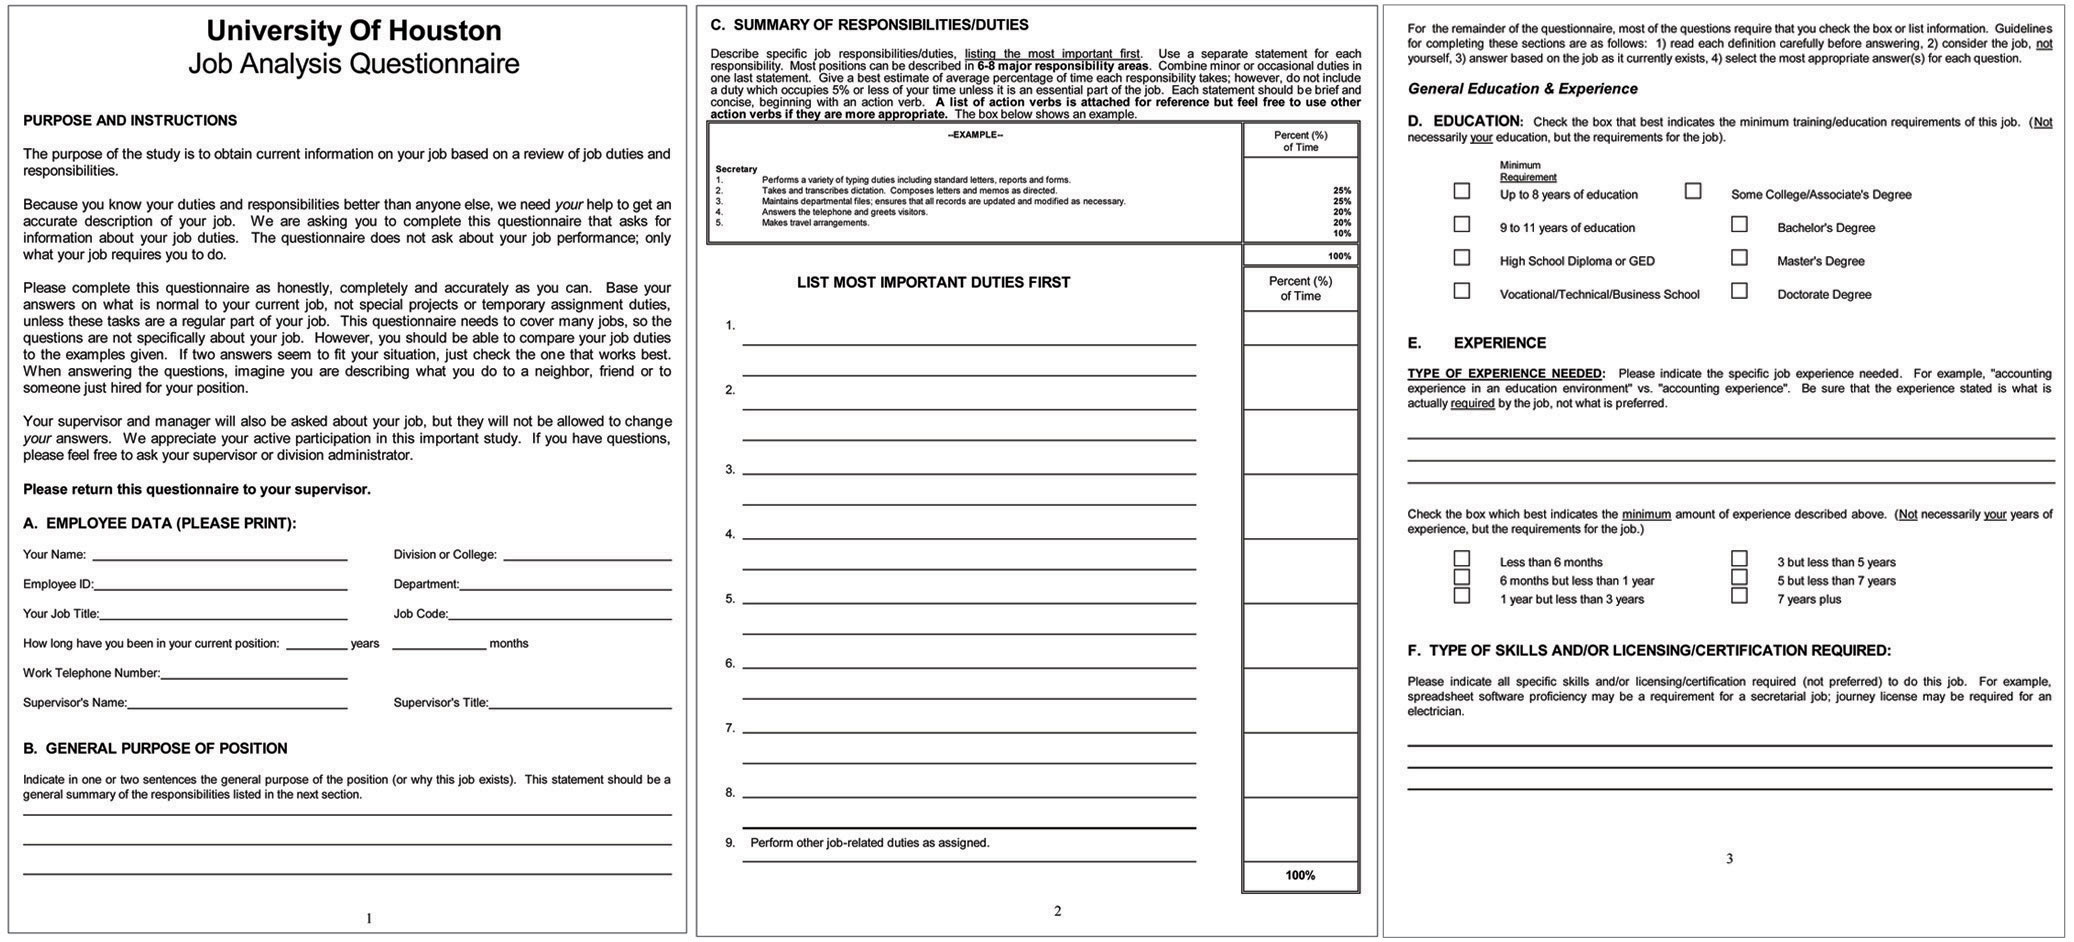 University Of Houston
Job Analysis Questionnaire
PURPOSE AND INSTRUCTIONS
The purpose of the study is to obtain current information on your job based on a review of job duties and
responsibilities.
Because you know your duties and responsibilities better than anyone else, we need your help to get an
accurate description of your job. We are asking you to complete this questionnaire that asks for
information about your job duties. The questionnaire does not ask about your job performance; only
what your job requires you to do.
Please complete this questionnaire as honestly, completely and accurately as you can. Base your
answers on what is normal to your current job, not special projects or temporary assignment duties,
unless these tasks are a regular part of your job. This questionnaire needs to cover many jobs, so the
questions are not specifically about your job. However, you should be able to compare your job duties
to the examples given. If two answers seem to fit your situation, just check the one that works best.
When answering the questions, imagine you are describing what you do to a neighbor, friend or to
someone just hired for your position.
Your supervisor and manager will also be asked about your job, but they will not be allowed to change
your answers. We appreciate your active participation in this important study. If you have questions,
please feel free to ask your supervisor or division administrator.
Please return this questionnaire to your supervisor.
A. EMPLOYEE DATA (PLEASE PRINT):
Your Name: Division or College:
Employee ID: Department:
Your Job Title: Job Code:
How long have you been in your current position: years months
Work Telephone Number:
Supervisor's Name: Supervisor's Title:
B. GENERAL PURPOSE OF POSITION
Indicate in one or two sentences the general purpose of the position (or why this job exists). This statement should be a
general summary of the responsibilities listed in the next section.
1
C. SUMMARY OF RESPONSIBILITIES/DUTIES
Describe specific job responsibilities/duties, listing the most important first. Use a separate statement for each
responsibility. Most positions can be described in 6-8 major responsibility areas. Combine minor or occasional duties in
one last statement. Give a best estimate of average percentage of time each responsibility takes; however, do not include
a duty which occupies 5% or less of your time unless it is an essential part of the job. Each statement should be brief and
concise, beginning with an action verb. A list of action verbs is attached for reference but feel free to use other
action verbs if they are more appropriate. The box below shows an example.
--EXAMPLE-- Percent (%)
of Time
Secretary
1. Performs a variety of typing duties including standard letters, reports and forms.
2. Takes and transcribes dictation. Composes letters and memos as directed. 25%
3. Maintains departmental files; ensures that all records are updated and modified as necessary. 25%
4. Answers the telephone and greets visitors. 20%
5. Makes travel arrangements. 20%
10%
100%
LIST MOST IMPORTANT DUTIES FIRST Percent (%)
of Time
1.
2.
3.
4.
5.
6.
7.
8.
9. Perform other job-related duties as assigned.
100%
2
For the remainder of the questionnaire, most of the questions require that you check the box or list information. Guidelines
for completing these sections are as follows: 1) read each definition carefully before answering, 2) consider the job, not
yourself, 3) answer based on the job as it currently exists, 4) select the most appropriate answer(s) for each question.
General Education & Experience
D. EDUCATION: Check the box that best indicates the minimum training/education requirements of this job. (Not
necessarily your education, but the requirements for the job).
Minimum
Requirement
Up to 8 years of education Some College/Associate's Degree
9 to 11 years of education Bachelor's Degree
High School Diploma or GED Master's Degree
Vocational/Technical/Business School Doctorate Degree
E. EXPERIENCE
TYPE OF EXPERIENCE NEEDED: Please indicate the specific job experience needed. For example, "accounting
experience in an education environment" vs. "accounting experience". Be sure that the experience stated is what is
actually required by the job, not what is preferred.
Check the box which best indicates the minimum amount of experience described above. (Not necessarily your years of
experience, but the requirements for the job.)
Less than 6 months 3 but less than 5 years
6 months but less than 1 year 5 but less than 7 years
1 year but less than 3 years 7 years plus
F. TYPE OF SKILLS AND/OR LICENSING/CERTIFICATION REQUIRED:
Please indicate all specific skills and/or licensing/certification required (not preferred) to do this job. For example,
spreadsheet software proficiency may be a requirement for a secretarial job; journey license may be required for an
electrician.
3